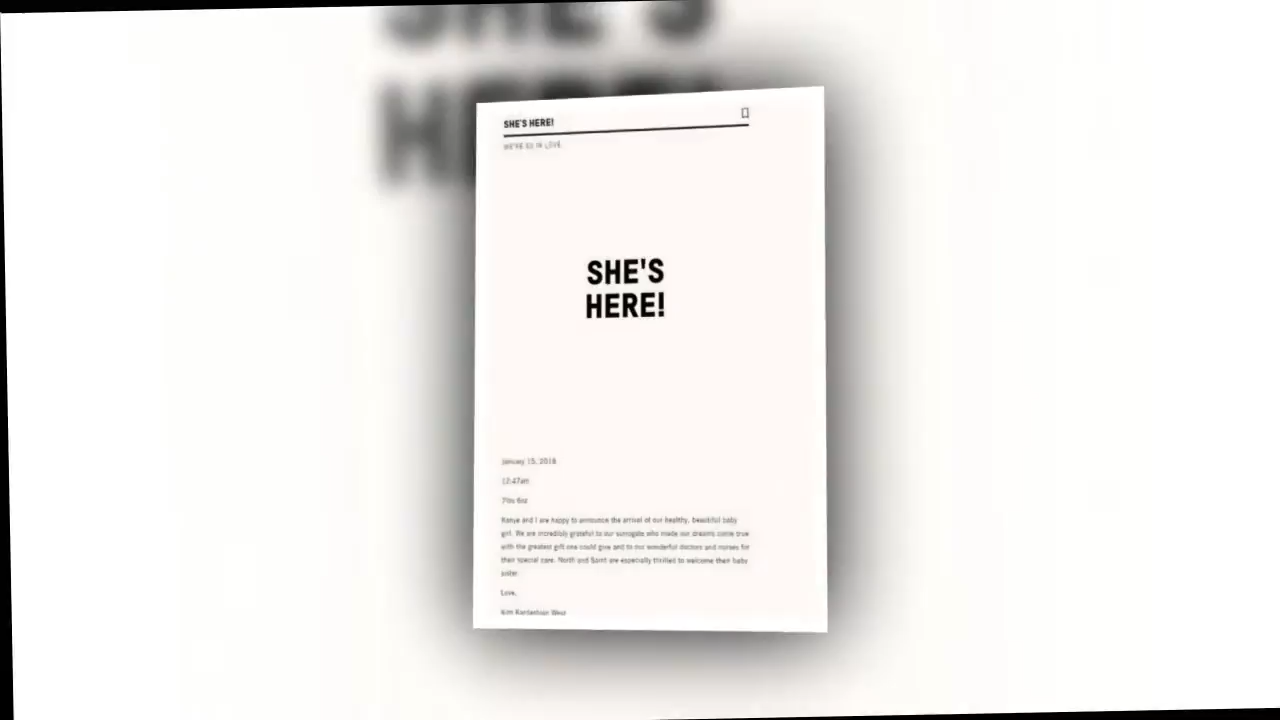 SHE'S
HERE!
SHE'S HERE!
WE'RE SO IN LOVE.
SHE'S
HERE!
January 15, 2018
12:47am
7lbs 6oz
Kanye and I are happy to announce the arrival of our healthy, beautiful baby
girl. We are incredibly grateful to our surrogate who made our dreams come true
with the greatest gift one could give and to our wonderful doctors and nurses for
their special care. North and Saint are especially thrilled to welcome their baby
sister.
Love,
Kim Kardashian West